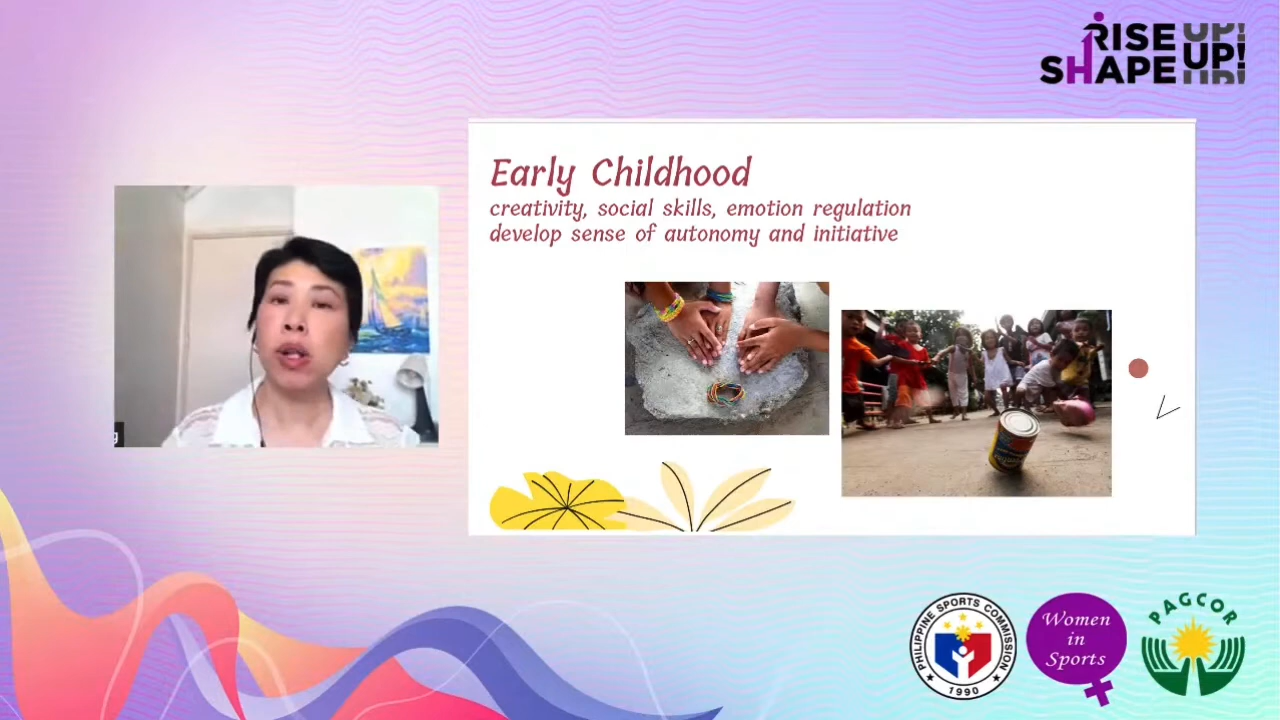 RISE UP!
SHAPE UP!
UP!
Early Childhood
creativity, social skills, emotion regulation
develop sense of autonomy and initiative
g
PHILIPPINE SPORTS COMMISSION
1990
Women
in
Sports
PAGCOR